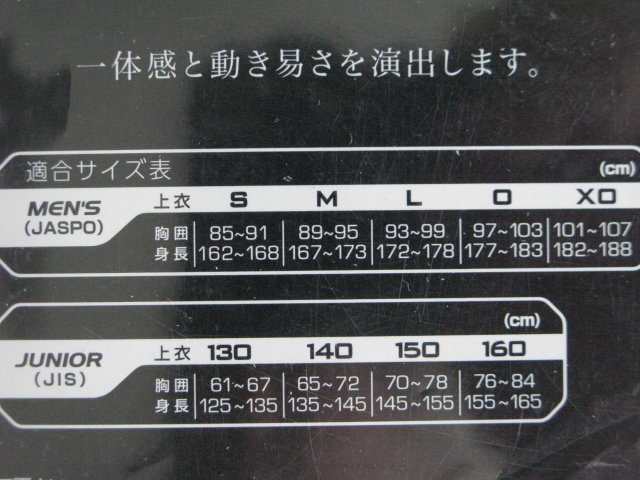 一体感と動き易さを演出します。
適合サイズ表 (cm)
MEN'S (JASPO) 上衣 S M L O XO
胸囲 85~91 89~95 93~99 97~103 101~107
身長 162~168 167~173 172~178 177~183 182~188
(cm)
JUNIOR (JIS) 上衣 130 140 150 160
胸囲 61~67 65~72 70~78 76~84
身長 125~135 135~145 145~155 155~165